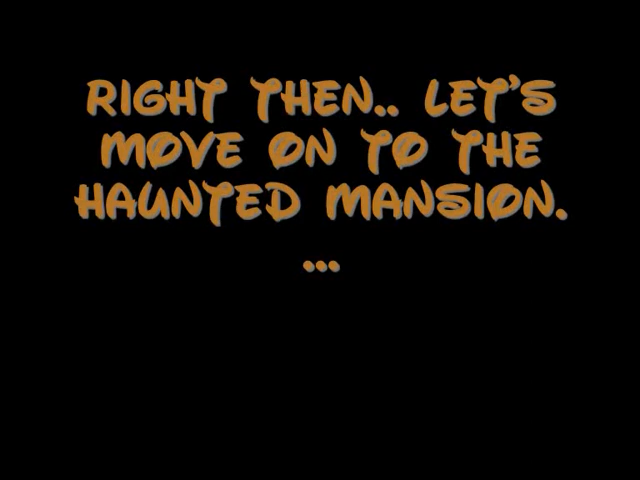 RIGHT THEN.. LET'S
MOVE ON TO THE
HAUNTED MANSION.
...